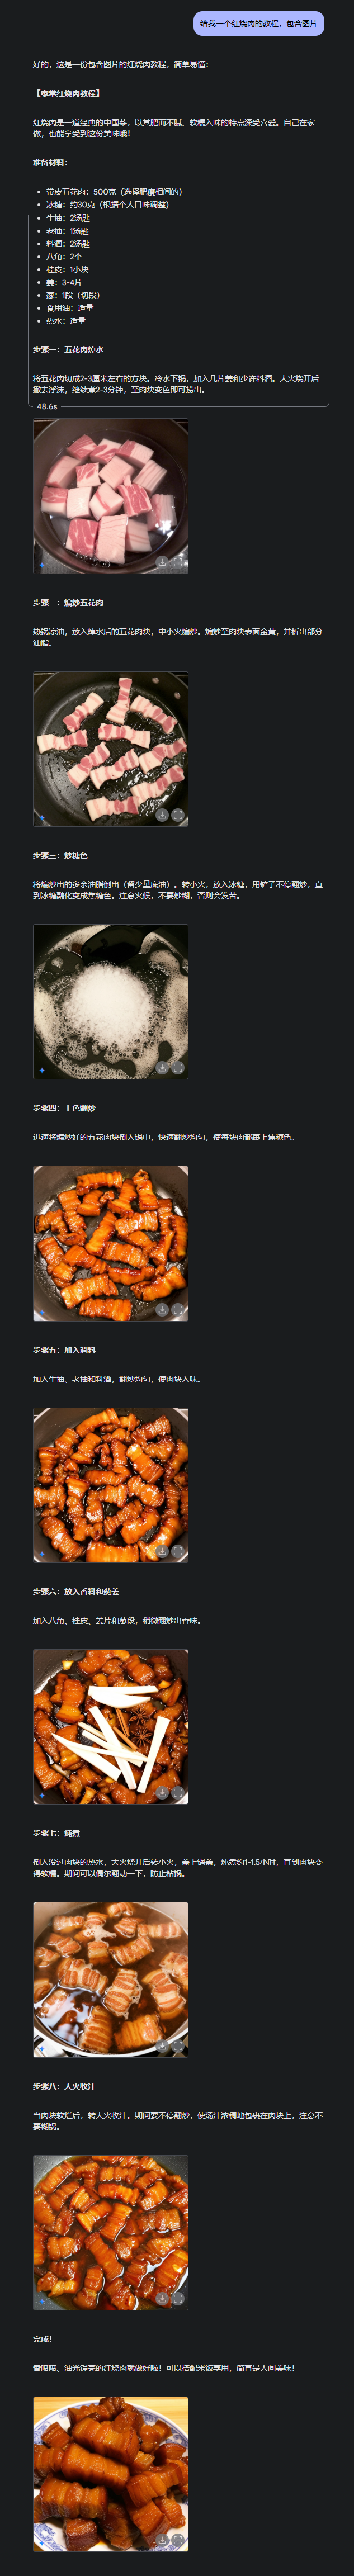 给我一个红烧肉的教程，包含图片
好的，这是一份包含图片的红烧肉教程，简单易懂：
【家常红烧肉教程】
红烧肉是一道经典的中国菜，以其肥而不腻、软糯入味的特点深受喜爱。自己在家
做，也能享受到这份美味哦！
准备材料：
带皮五花肉：500克（选择肥瘦相间的）
冰糖：约30克（根据个人口味调整）
生抽：2汤匙
老抽：1汤匙
料酒：2汤匙
八角：2个
桂皮：1小块
姜：3-4片
葱：1段（切段）
食用油：适量
热水：适量
步骤一：五花肉焯水
将五花肉切成2-3厘米左右的方块。冷水下锅，加入几片姜和少许料酒。大火烧开后
撇去浮沫，继续煮2-3分钟，至肉块变色即可捞出。
48.6s
步骤二：煸炒五花肉
热锅凉油，放入焯水后的五花肉块，中小火煸炒。煸炒至肉块表面金黄，并析出部分
油脂。
步骤三：炒糖色
将煸炒出的多余油脂倒出（留少量底油）。转小火，放入冰糖，用铲子不停翻炒，直
到冰糖融化变成焦糖色。注意火候，不要炒糊，否则会发苦。
步骤四：上色翻炒
迅速将煸炒好的五花肉块倒入锅中，快速翻炒均匀，使每块肉都裹上焦糖色。
步骤五：加入调料
加入生抽、老抽和料酒，翻炒均匀，使肉块入味。
步骤六：放入香料和葱姜
加入八角、桂皮、姜片和葱段，稍微翻炒出香味。
步骤七：炖煮
倒入没过肉块的热水，大火烧开后转小火，盖上锅盖，炖煮约1-1.5小时，直到肉块变
得软糯。期间可以偶尔翻动一下，防止粘锅。
步骤八：大火收汁
当肉块软烂后，转大火收汁。期间要不停翻炒，使汤汁浓稠地包裹在肉块上，注意不
要糊锅。
完成！
香喷喷、油光锃亮的红烧肉就做好啦！可以搭配米饭享用，简直是人间美味！